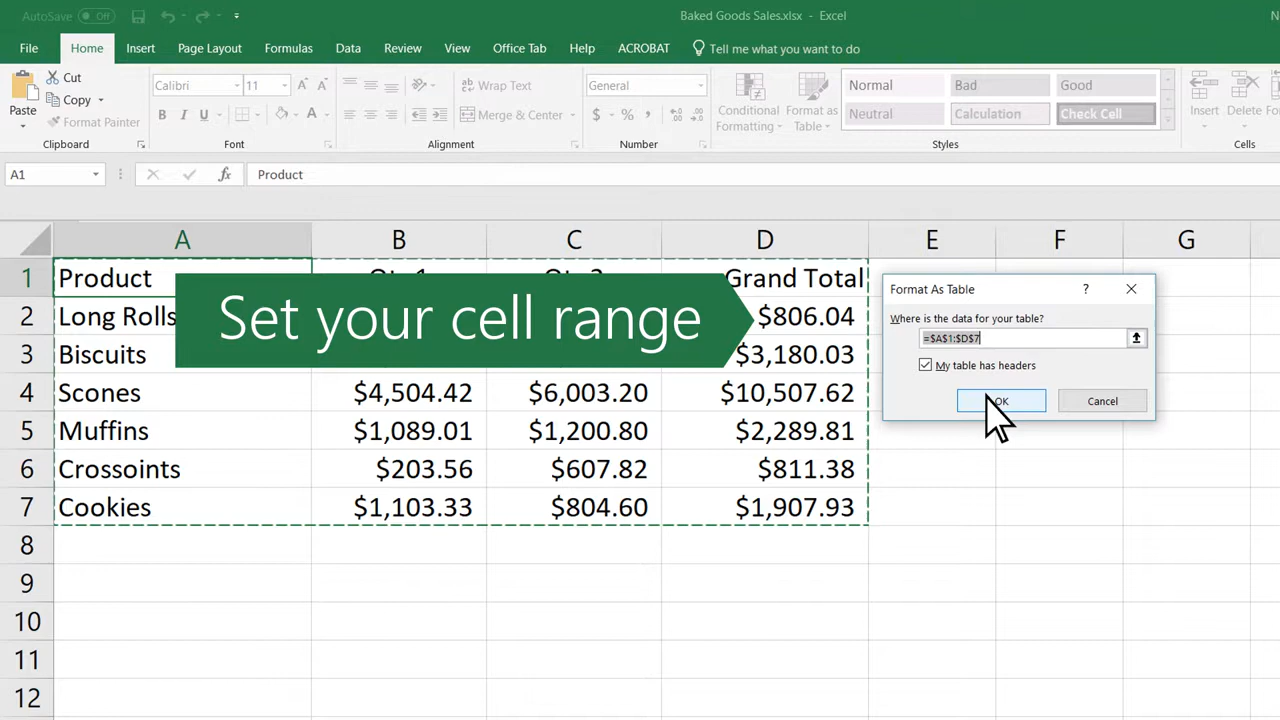 AutoSave Off Baked Goods Sales.xlsx - Excel N
File Home Insert Page Layout Formulas Data Review View Office Tab Help ACROBAT Tell me what you want to do
Cut Calibri 11 Wrap Text General Normal Bad Good
Copy
Paste Format Painter B I U A Merge & Center $ % Conditional Formatting Format as Table Neutral Calculation Check Cell Insert Delete Fo
Clipboard Font Alignment Number Styles Cells
A1 fx Product
A B C D E F G
1 Product Grand Total
Set your cell range
2 Long Rolls $806.04
3 Biscuits $3,180.03
4 Scones $4,504.42 $6,003.20 $10,507.62
5 Muffins $1,089.01 $1,200.80 $2,289.81
6 Crossoints $203.56 $607.82 $811.38
7 Cookies $1,103.33 $804.60 $1,907.93
8
9
10
11
12
Format As Table ?
Where is the data for your table?
=$A$1:$D$7
My table has headers
OK Cancel